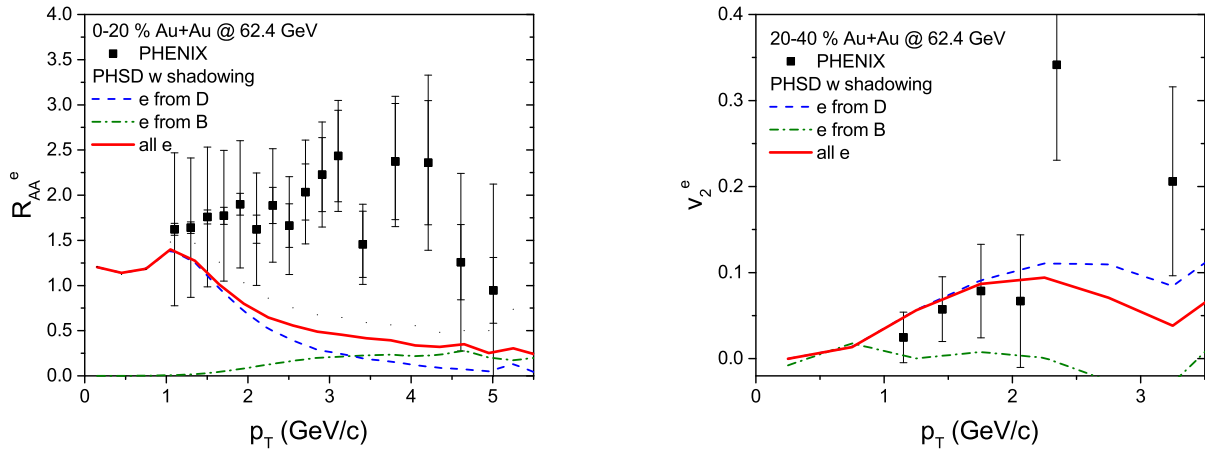 4.0
3.5
3.0
2.5
2.0
1.5
1.0
0.5
0.0
R_AA^e
0-20 % Au+Au @ 62.4 GeV
PHENIX
PHSD w shadowing
e from D
e from B
all e
0 1 2 3 4 5
p_T (GeV/c)
0.4
0.3
0.2
0.1
0.0
v_2^e
20-40 % Au+Au @ 62.4 GeV
PHENIX
PHSD w shadowing
e from D
e from B
all e
0 1 2 3
p_T (GeV/c)